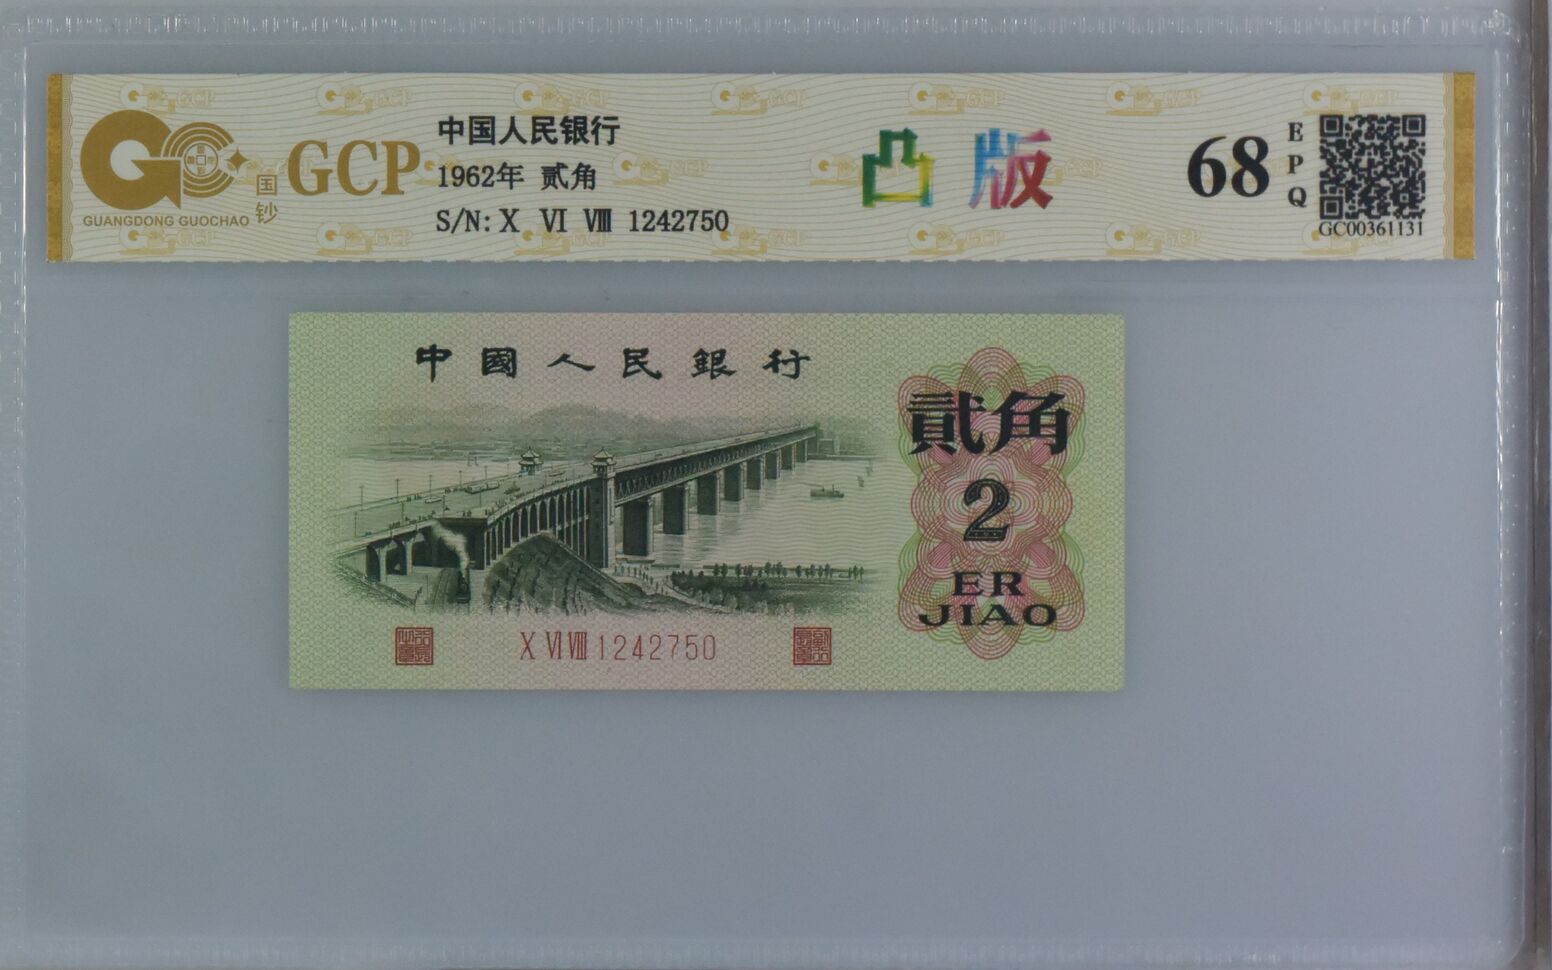 GUANGDONG GUOCHAO
国钞
GCP
中国人民银行
1962年 贰角
S/N: X VI VIII 1242750
凸版
68
EPQ
GC00361131
中國人民銀行
貳角
2
ER
JIAO
X VI VIII 1242750